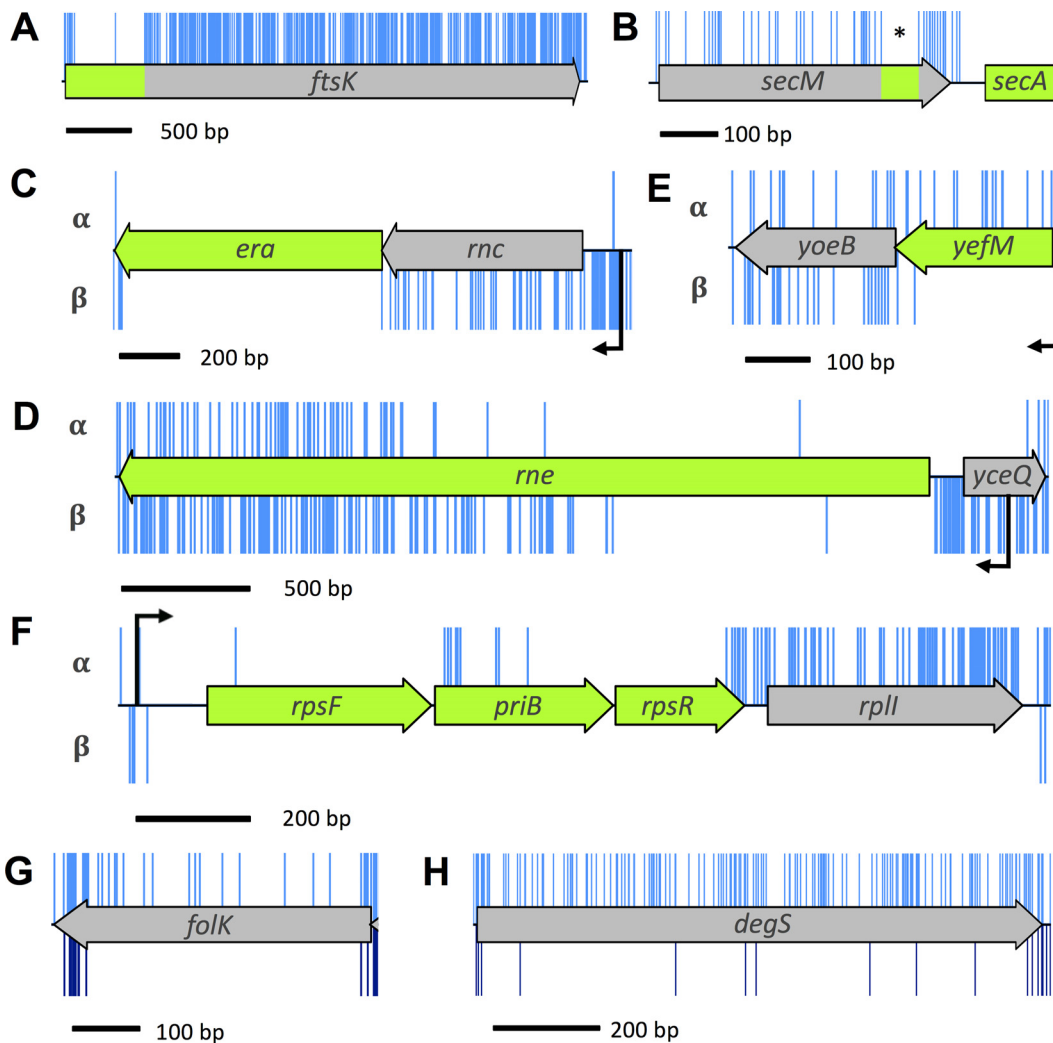 A
ftsK
500 bp
B
*
secM
secA
100 bp
C
α
β
era
rnc
200 bp
E
α
β
yoeB
yefM
100 bp
D
α
β
rne
yceQ
500 bp
F
α
β
rpsF
priB
rpsR
rplI
200 bp
G
folK
100 bp
H
degS
200 bp